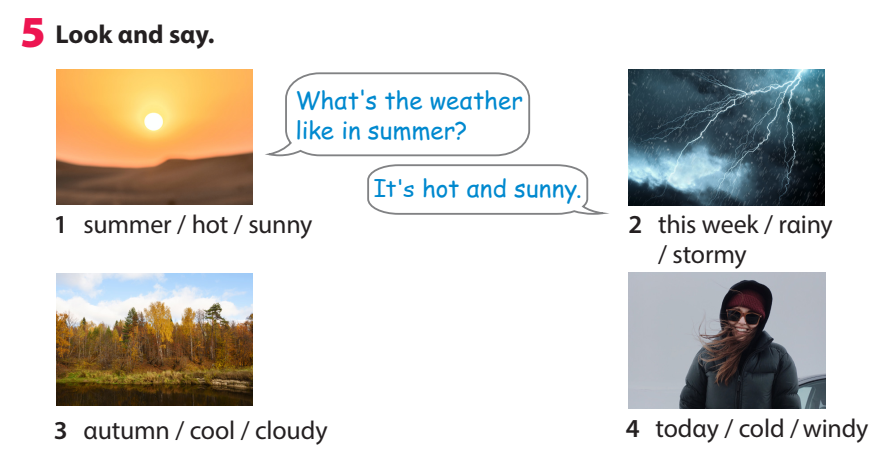 5 Look and say.
What's the weather
like in summer?
It's hot and sunny.
1 summer / hot / sunny
2 this week / rainy
/ stormy
3 autumn / cool / cloudy
4 today / cold / windy